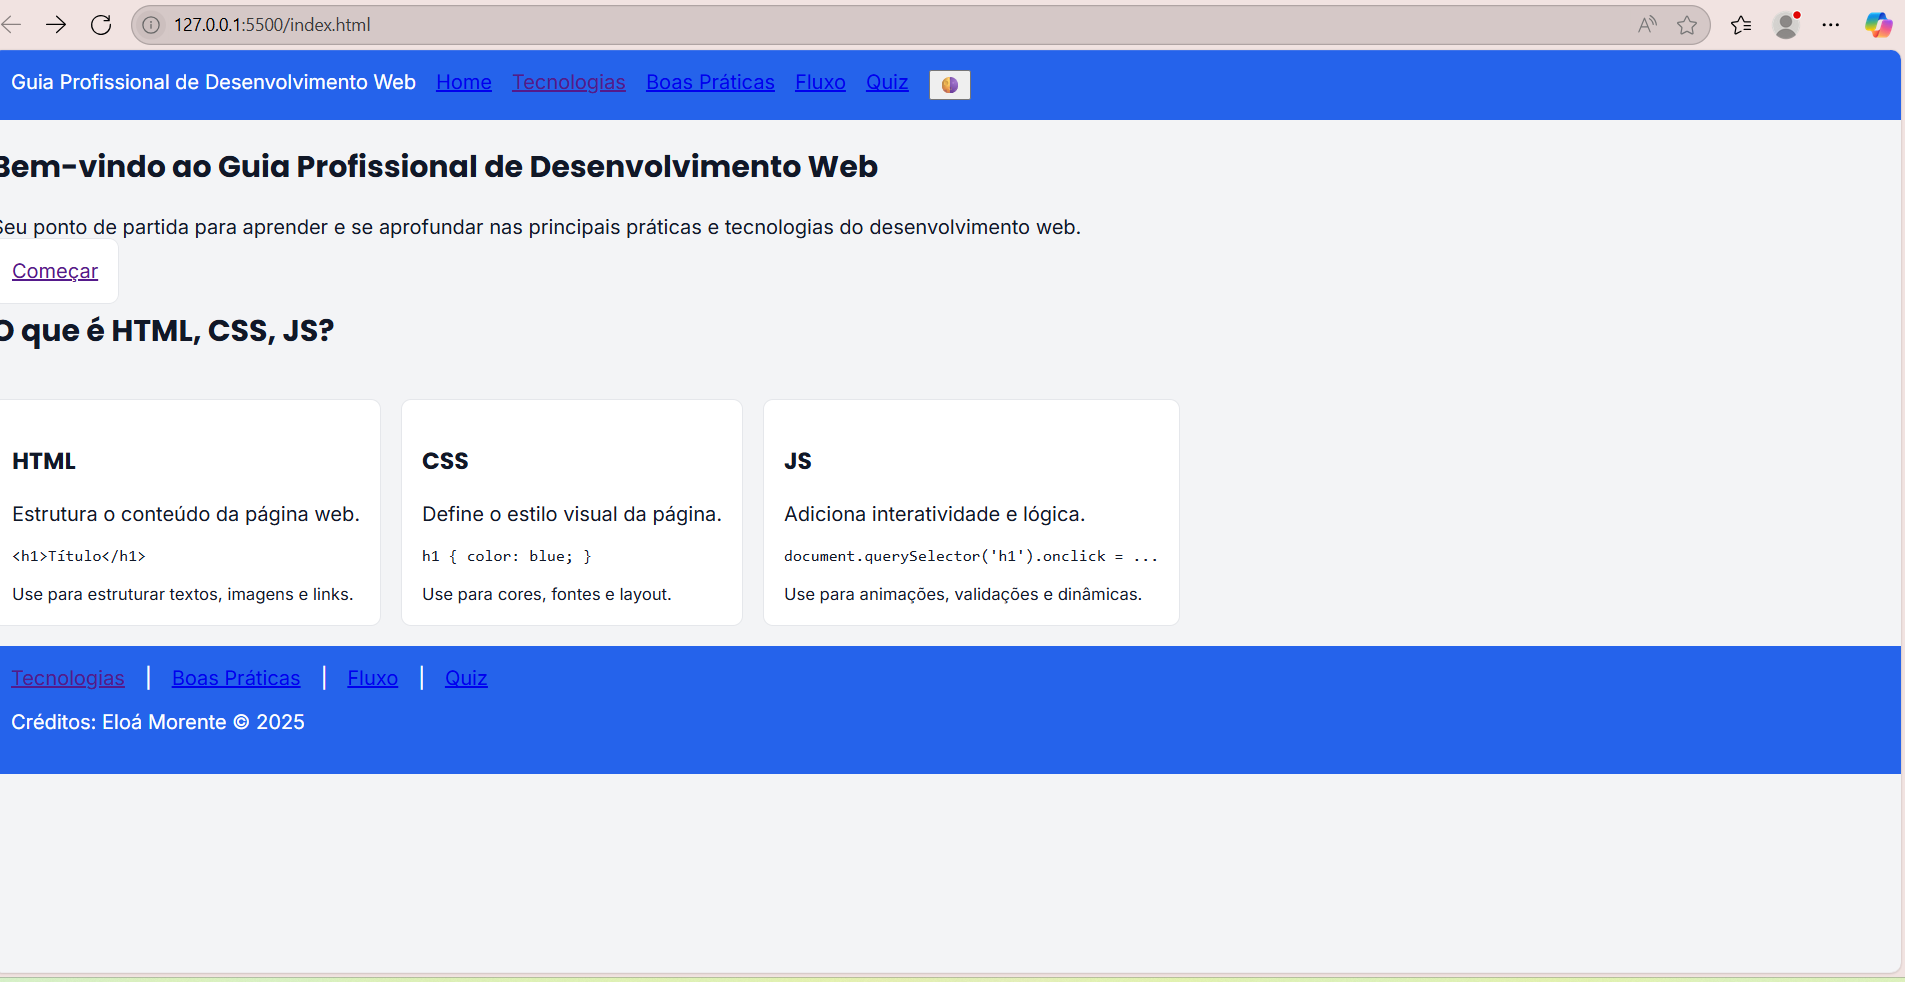 127.0.0.1:5500/index.html
Guia Profissional de Desenvolvimento Web Home Tecnologias Boas Práticas Fluxo Quiz
Bem-vindo ao Guia Profissional de Desenvolvimento Web
Seu ponto de partida para aprender e se aprofundar nas principais práticas e tecnologias do desenvolvimento web.
Começar
O que é HTML, CSS, JS?
HTML
Estrutura o conteúdo da página web.
<h1>Título</h1>
Use para estruturar textos, imagens e links.
CSS
Define o estilo visual da página.
h1 { color: blue; }
Use para cores, fontes e layout.
JS
Adiciona interatividade e lógica.
document.querySelector('h1').onclick = ...
Use para animações, validações e dinâmicas.
Tecnologias | Boas Práticas | Fluxo | Quiz
Créditos: Eloá Morente © 2025